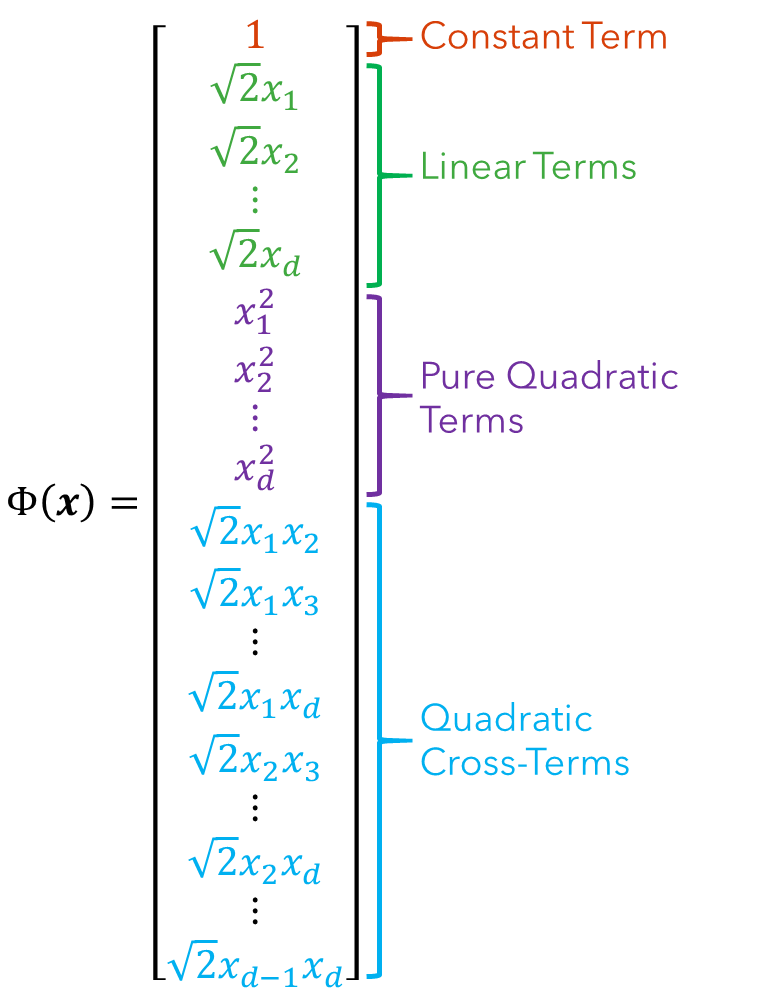 1 Constant Term
√2x₁
√2x₂ Linear Terms
⋮
√2x_d
x₁²
x₂² Pure Quadratic
⋮ Terms
x_d²
Φ(x) =
√2x₁x₂
√2x₁x₃
⋮
√2x₁x_d Quadratic
√2x₂x₃ Cross-Terms
⋮
√2x₂x_d
⋮
√2x_{d−1}x_d